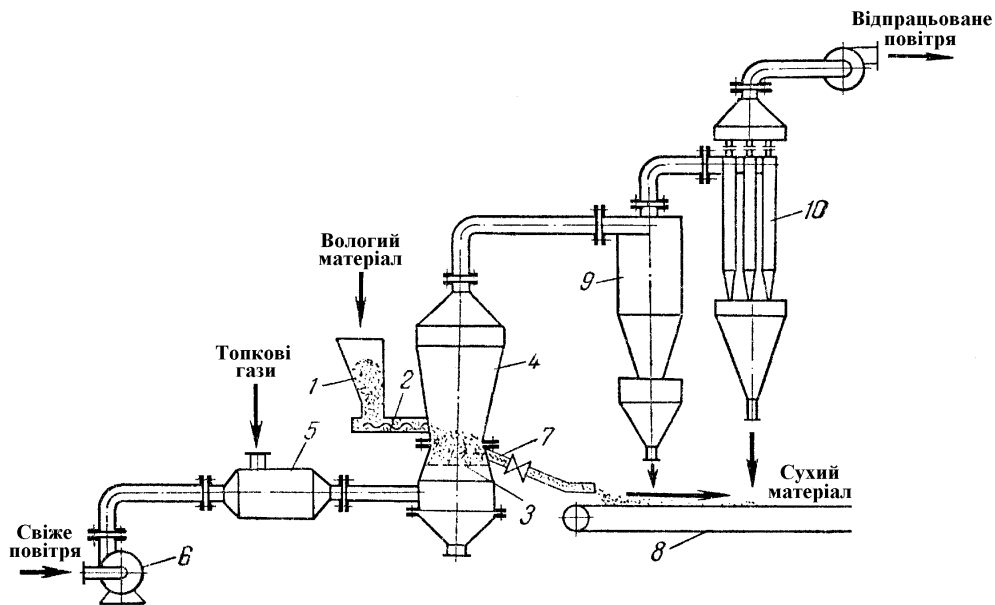 Відпрацьоване
повітря
10
Вологий
матеріал
9
Топкові
гази
1
2
4
5
7
Сухий
матеріал
3
Свіже
повітря
6
8